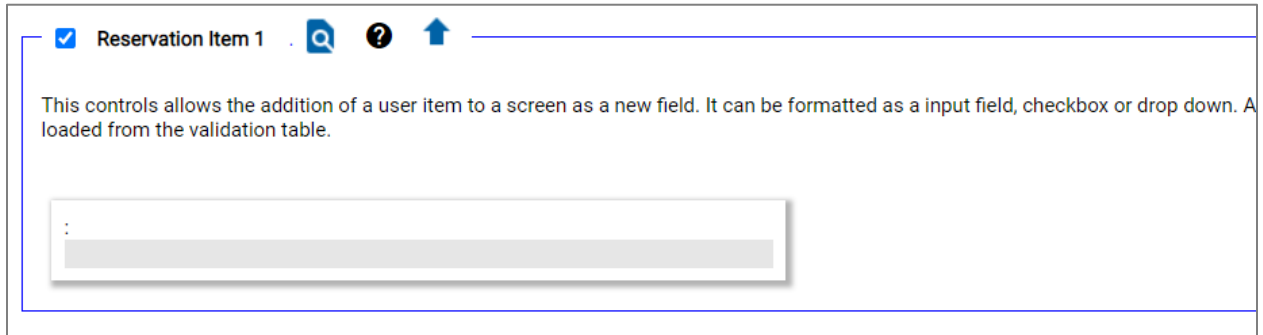 Reservation Item 1 .
This controls allows the addition of a user item to a screen as a new field. It can be formatted as a input field, checkbox or drop down. A
loaded from the validation table.
: